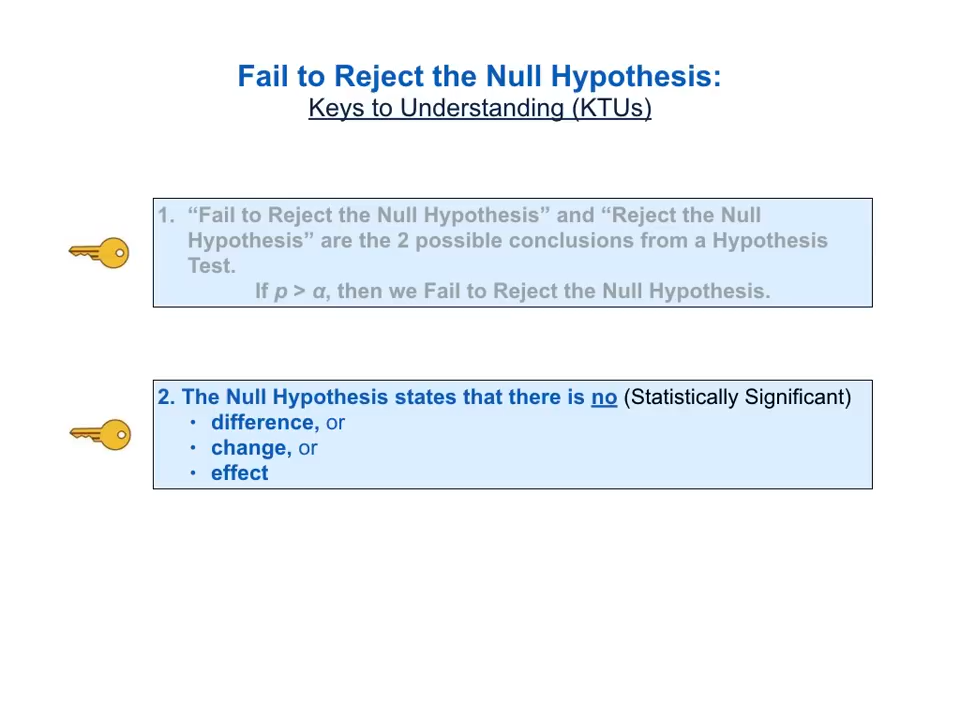 Fail to Reject the Null Hypothesis:
Keys to Understanding (KTUs)
1. “Fail to Reject the Null Hypothesis” and “Reject the Null
Hypothesis” are the 2 possible conclusions from a Hypothesis
Test.
If p > α, then we Fail to Reject the Null Hypothesis.
2. The Null Hypothesis states that there is no (Statistically Significant)
• difference, or
• change, or
• effect